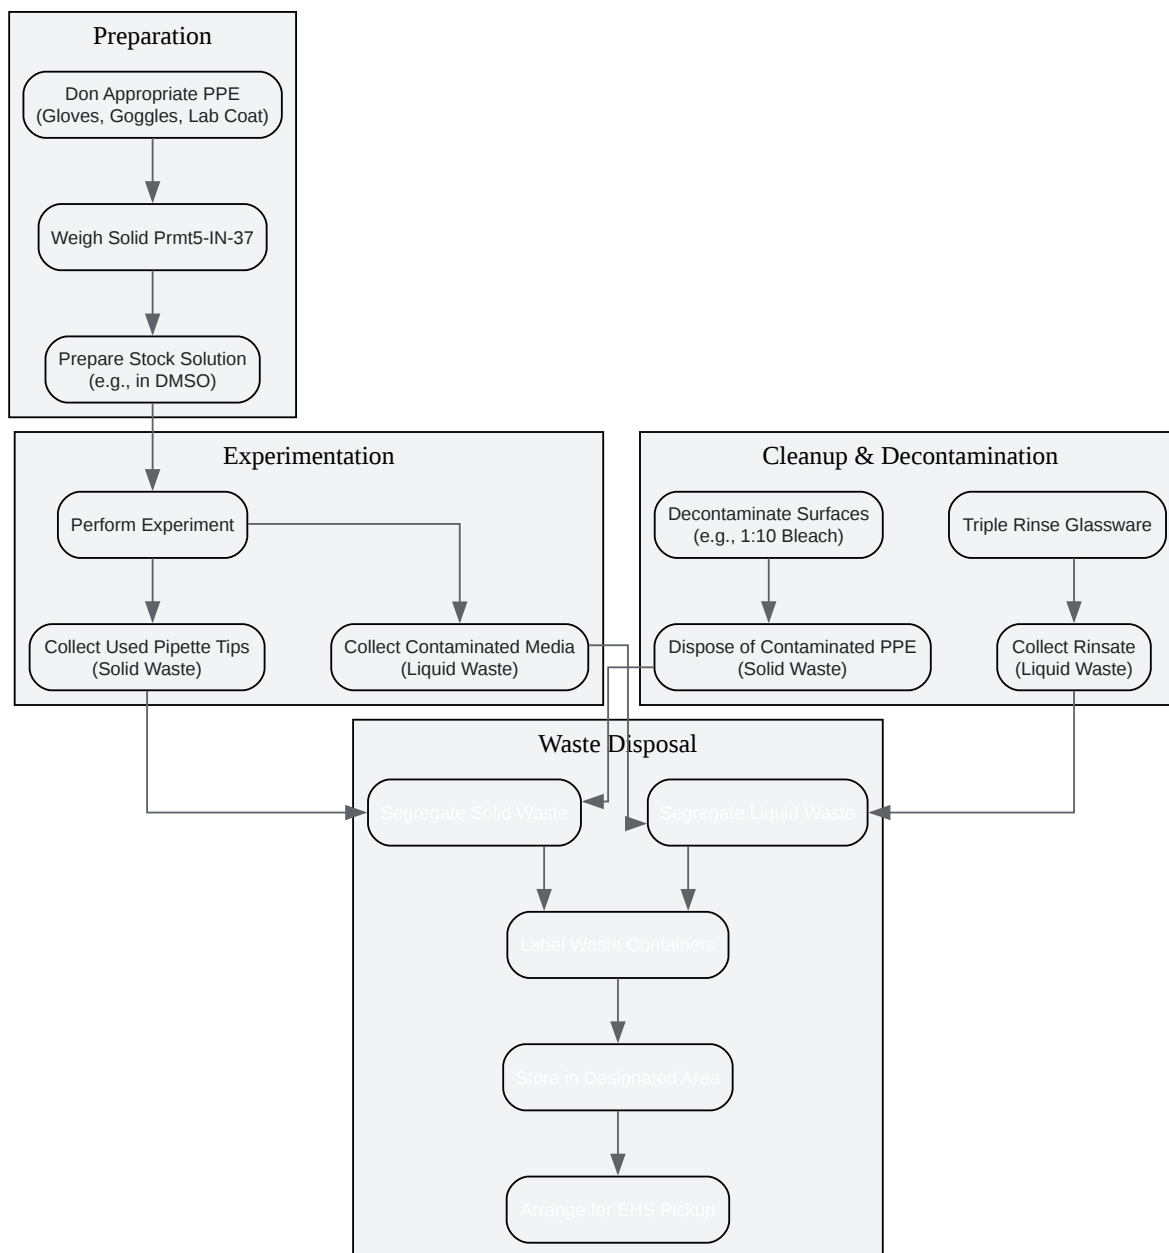 Preparation
Don Appropriate PPE
(Gloves, Goggles, Lab Coat)
Weigh Solid Prmt5-IN-37
Prepare Stock Solution
(e.g., in DMSO)
Experimentation
Perform Experiment
Collect Used Pipette Tips
(Solid Waste)
Collect Contaminated Media
(Liquid Waste)
Cleanup & Decontamination
Decontaminate Surfaces
(e.g., 1:10 Bleach)
Triple Rinse Glassware
Dispose of Contaminated PPE
(Solid Waste)
Collect Rinsate
(Liquid Waste)
Waste Disposal
Segregate Solid Waste
Segregate Liquid Waste
Label Waste Containers
Store in Designated Area
Arrange for EHS Pickup